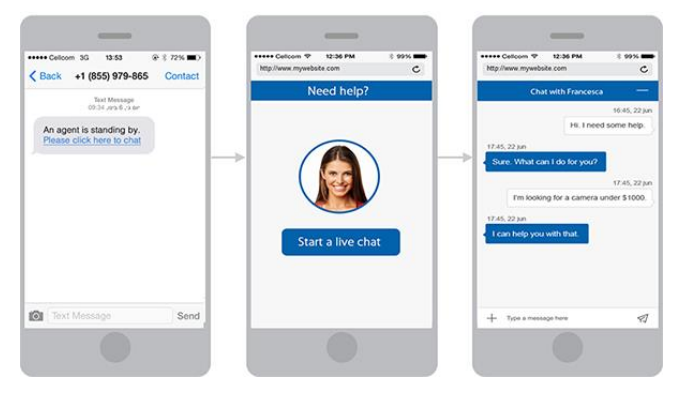 Cellcom 3G 13:53 72%
Back +1 (855) 979-865 Contact
Text Message
09:34
An agent is standing by.
Please click here to chat
Text Message Send
Cellcom 12:36 PM 99%
http://www.mywebsite.com
Need help?
Start a live chat
Cellcom 12:36 PM 99%
http://www.mywebsite.com
Chat with Francesca
16:45, 22 jun
Hi. I need some help.
17:45, 22 jun
Sure. What can I do for you?
17:45, 22 jun
I'm looking for a camera under $1000.
17:45, 22 jun
I can help you with that.
Type a message here